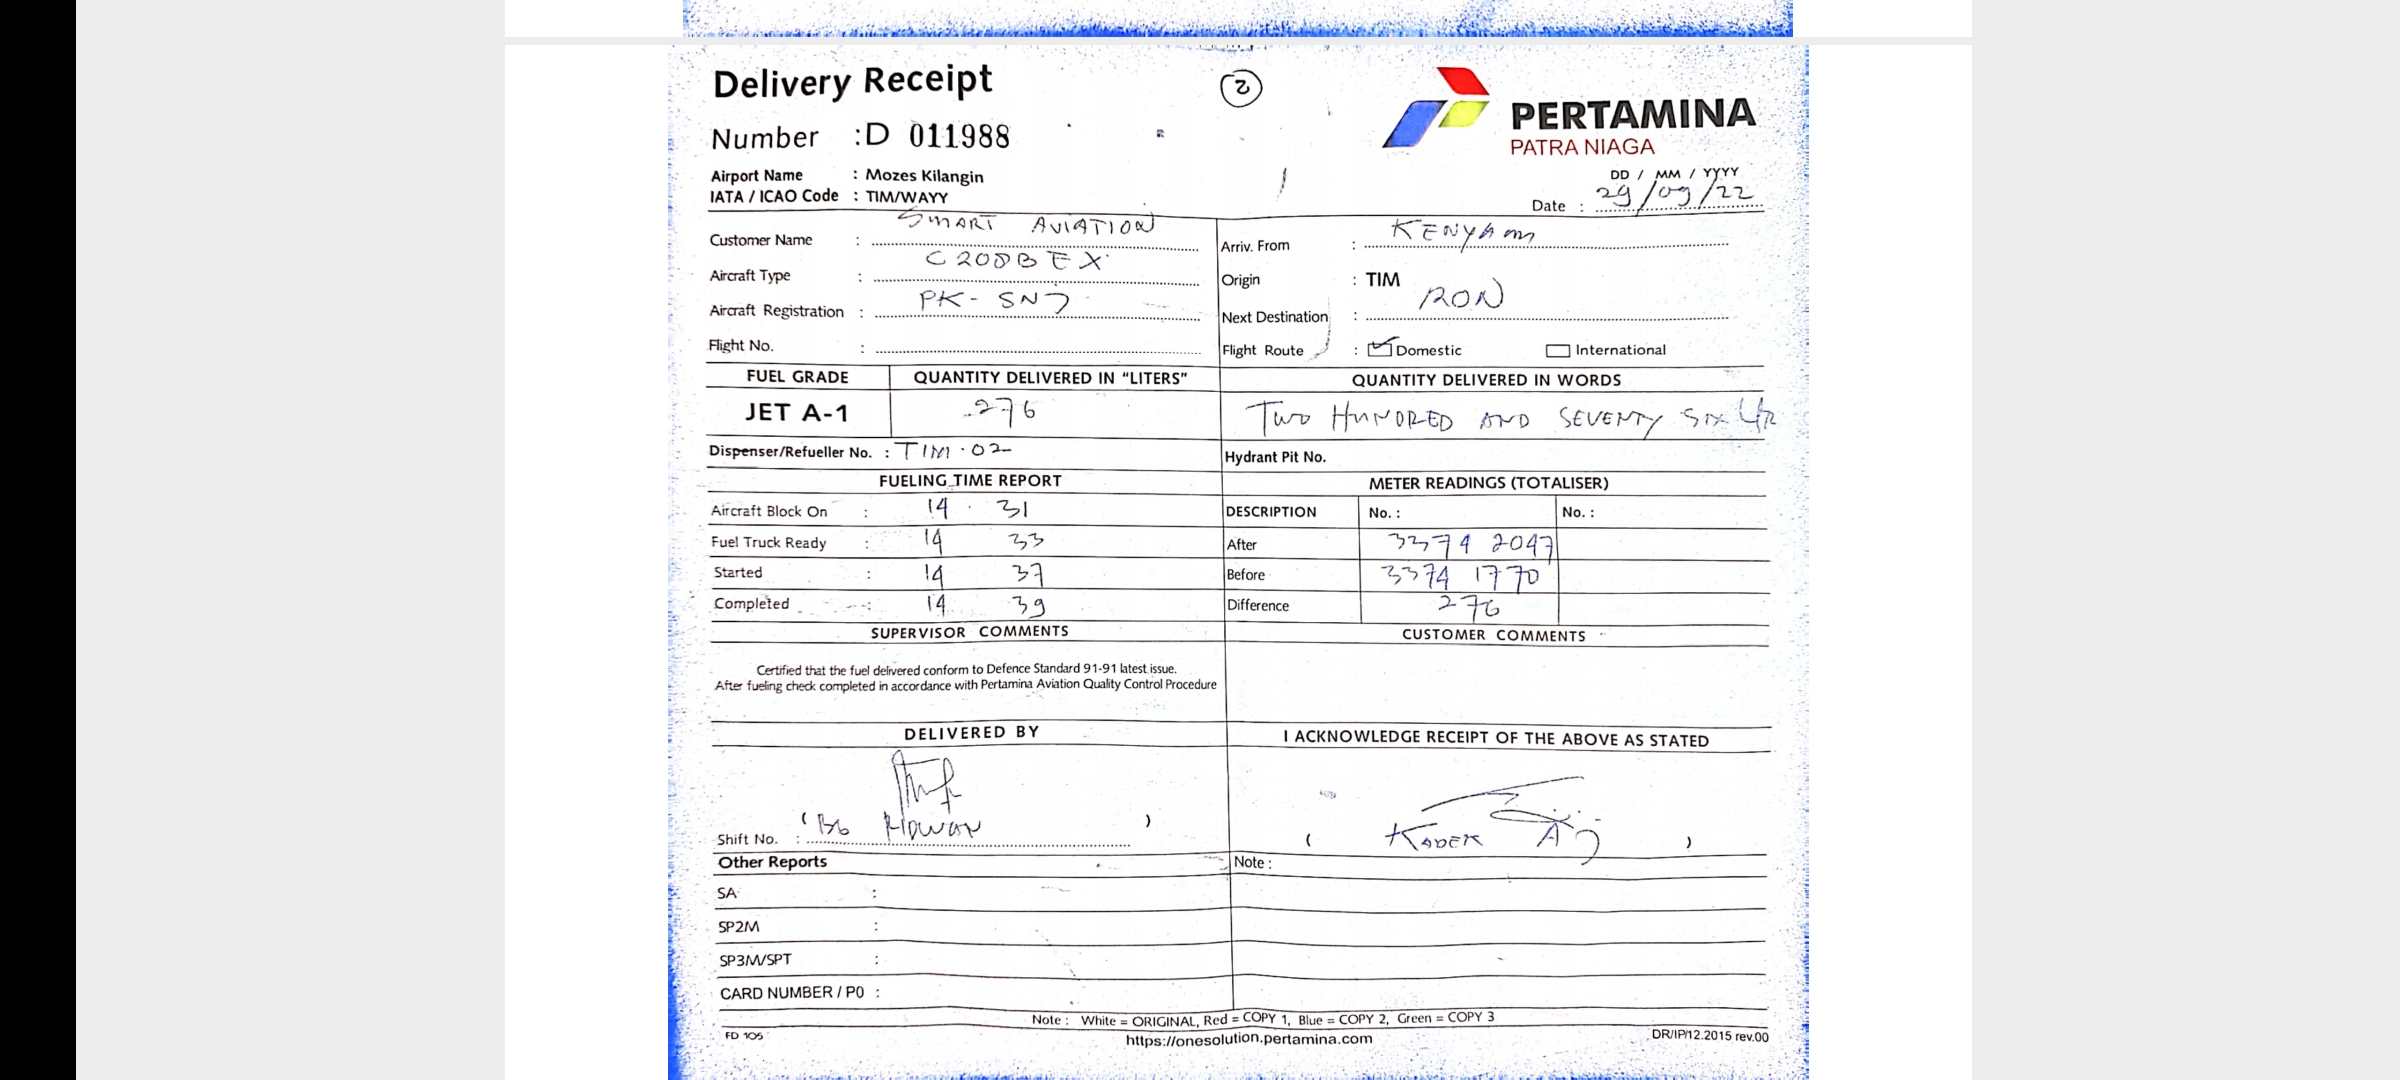 Delivery Receipt
2
PERTAMINA
PATRA NIAGA
Number : D 011988
Airport Name : Mozes Kilangin
IATA / ICAO Code : TIM/WAYY
DD / MM / YYYY
Date : 29/09/22
Customer Name : SMART AVIATION
Arriv. From : KENYAM
Aircraft Type : C208B EX
Origin : TIM
Aircraft Registration : PK-SNJ
Next Destination : RON
Flight No. :
Flight Route : Domestic International
FUEL GRADE QUANTITY DELIVERED IN "LITERS" QUANTITY DELIVERED IN WORDS
JET A-1 276 TWO HUNDRED AND SEVENTY SIX LTR
Dispenser/Refueller No. : TIM.02 Hydrant Pit No.
FUELING TIME REPORT METER READINGS (TOTALISER)
Aircraft Block On : 14 31 DESCRIPTION No. : No. :
Fuel Truck Ready : 14 33 After 3374 2047
Started : 14 37 Before 3374 1770
Completed : 14 39 Difference 276
SUPERVISOR COMMENTS CUSTOMER COMMENTS
Certified that the fuel delivered conform to Defence Standard 91-91 latest issue.
After fueling check completed in accordance with Pertamina Aviation Quality Control Procedure
DELIVERED BY I ACKNOWLEDGE RECEIPT OF THE ABOVE AS STATED
Shift No. : ( ) ( KADEK )
Other Reports Note :
SA :
SP2M :
SP3M/SPT :
CARD NUMBER / PO :
Note : White = ORIGINAL, Red = COPY 1, Blue = COPY 2, Green = COPY 3
FD 105 https://onesolution.pertamina.com DR/IP/12.2015 rev.00